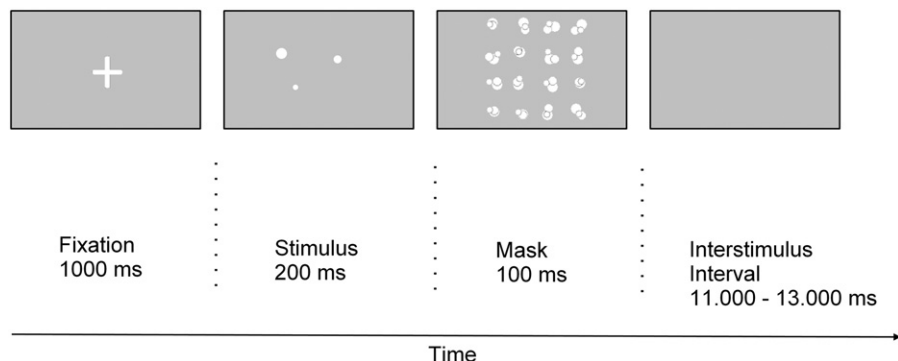 Fixation
1000 ms
Stimulus
200 ms
Mask
100 ms
Interstimulus
Interval
11.000 - 13.000 ms
Time